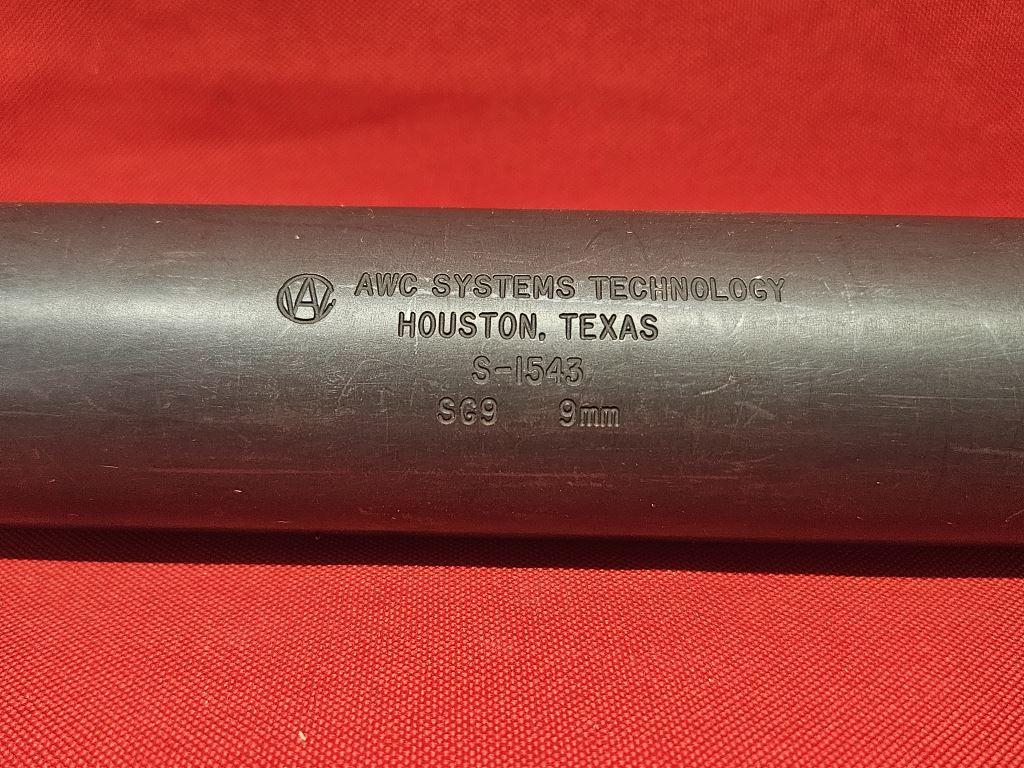 AWC SYSTEMS TECHNOLOGY
HOUSTON, TEXAS
S-1543
SG9 9mm